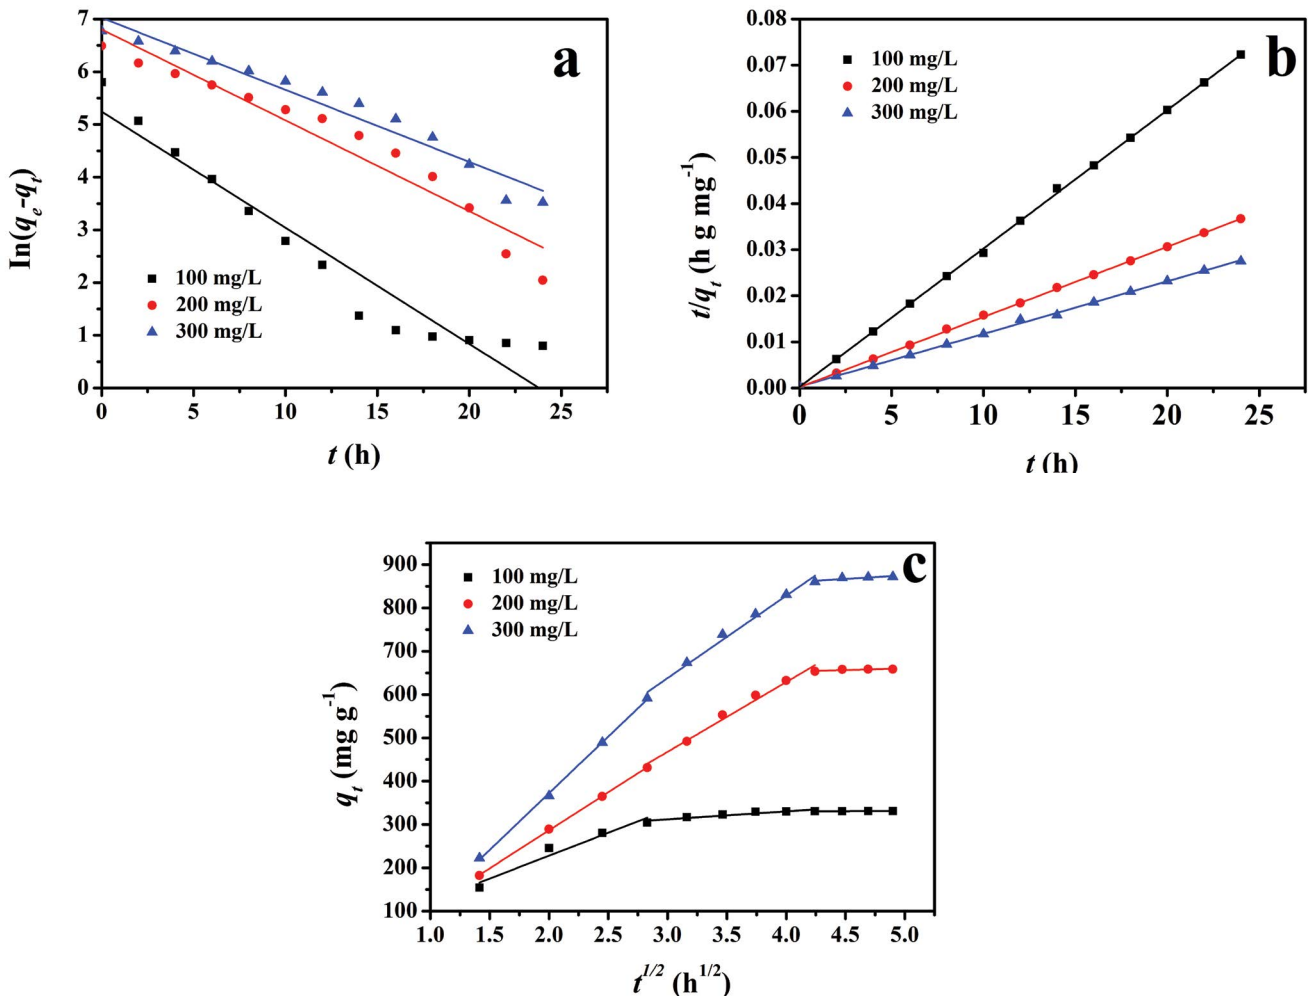 a
7
6
5
4
3
2
1
0
ln(qe-qt)
100 mg/L
200 mg/L
300 mg/L
0 5 10 15 20 25
t (h)
b
0.08
0.07
0.06
0.05
0.04
0.03
0.02
0.01
0.00
t/qt (h g mg-1)
100 mg/L
200 mg/L
300 mg/L
0 5 10 15 20 25
t (h)
c
900
800
700
600
500
400
300
200
100
qt (mg g-1)
100 mg/L
200 mg/L
300 mg/L
1.0 1.5 2.0 2.5 3.0 3.5 4.0 4.5 5.0
t1/2 (h1/2)